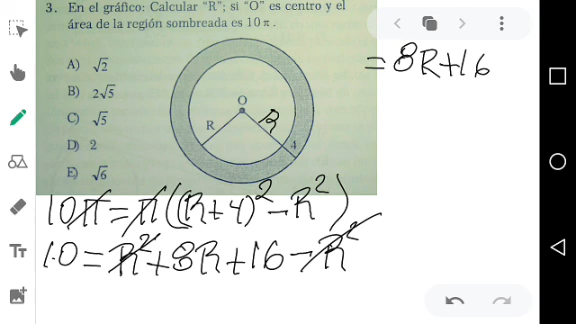 3. En el gráfico: Calcular "R"; si "O" es centro y el
área de la región sombreada es 10π.
A) √2
B) 2√5
C) √5
D) 2
E) √6
O
R
R
4
= 8R+16
10π = π((R+4)² - R²)
10 = R² + 8R + 16 - R²
Tт